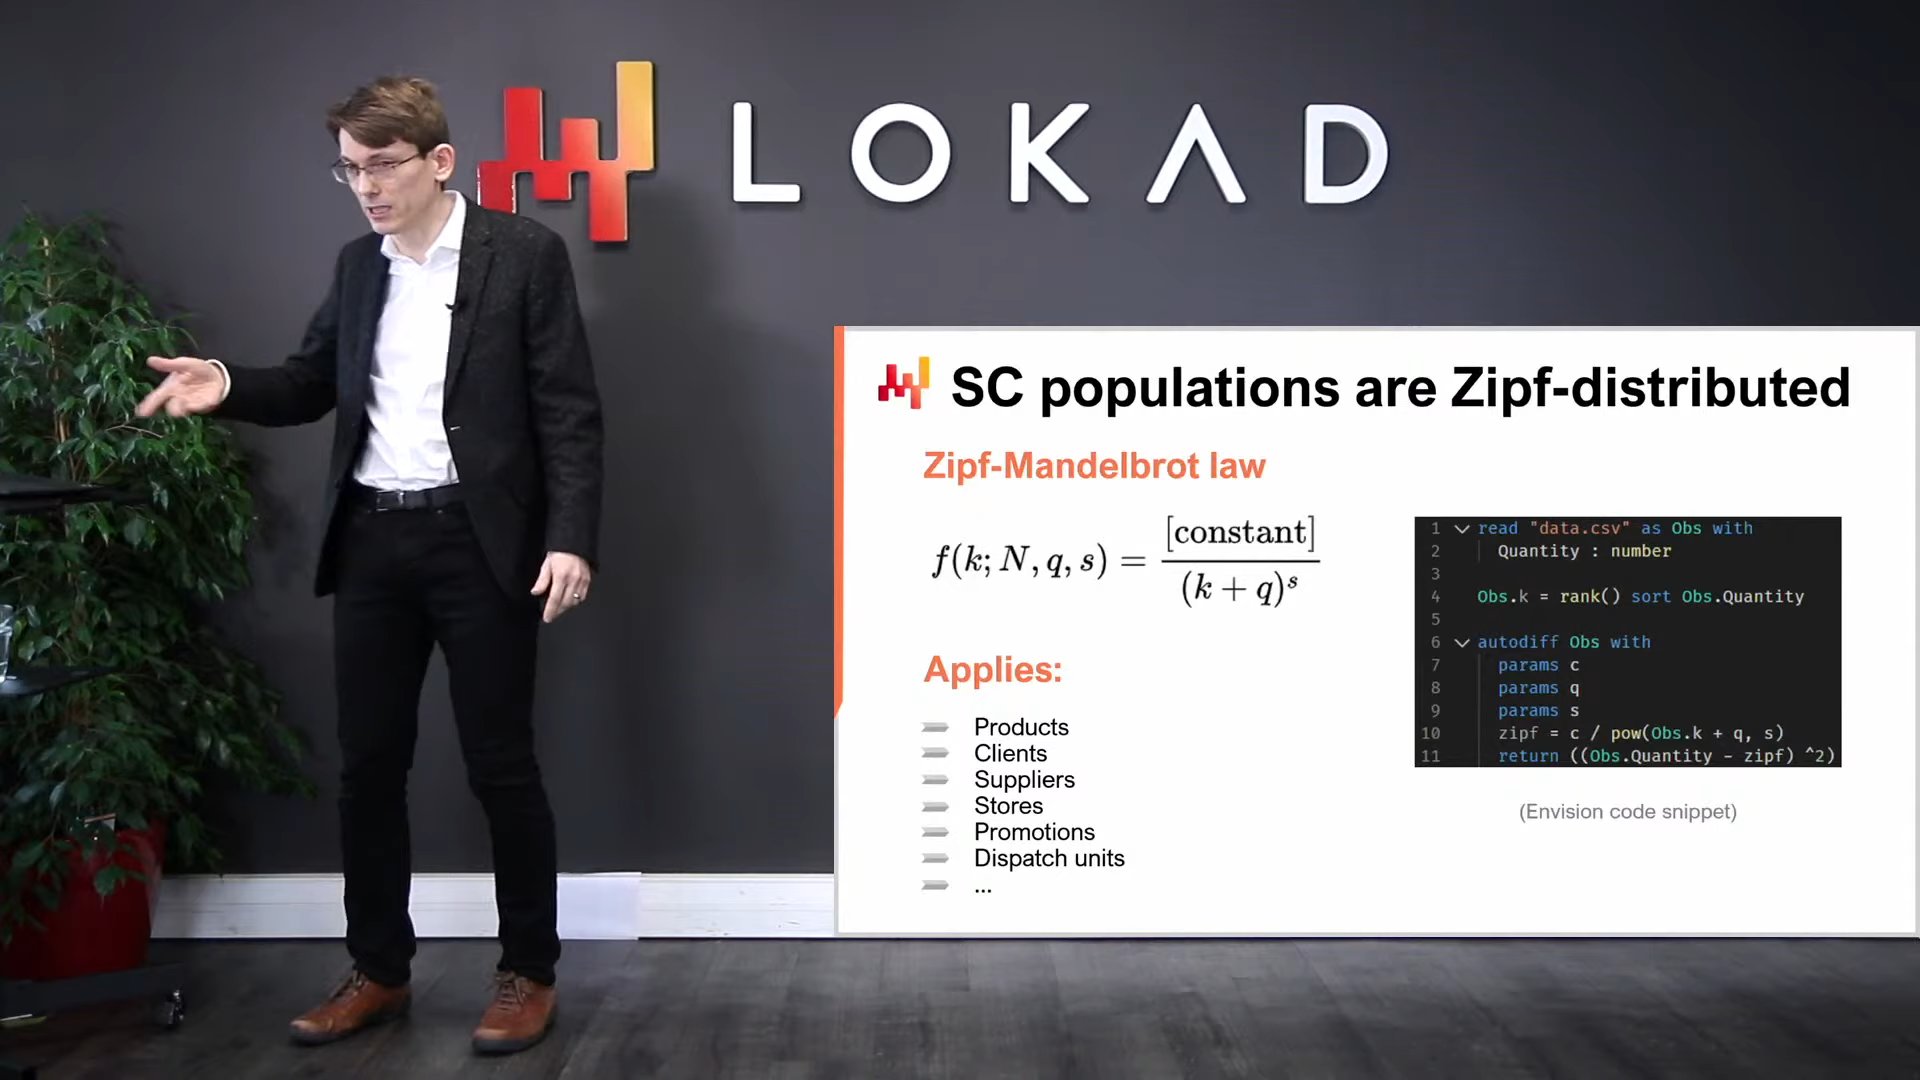 LOKAD
SC populations are Zipf-distributed
Zipf-Mandelbrot law
f(k; N, q, s) = [constant] / (k + q)^s
Applies:
Products
Clients
Suppliers
Stores
Promotions
Dispatch units
...
1 read "data.csv" as Obs with
2 Quantity : number
3
4 Obs.k = rank() sort Obs.Quantity
5
6 autodiff Obs with
7 params c
8 params q
9 params s
10 zipf = c / pow(Obs.k + q, s)
11 return ((Obs.Quantity - zipf) ^2)
(Envision code snippet)